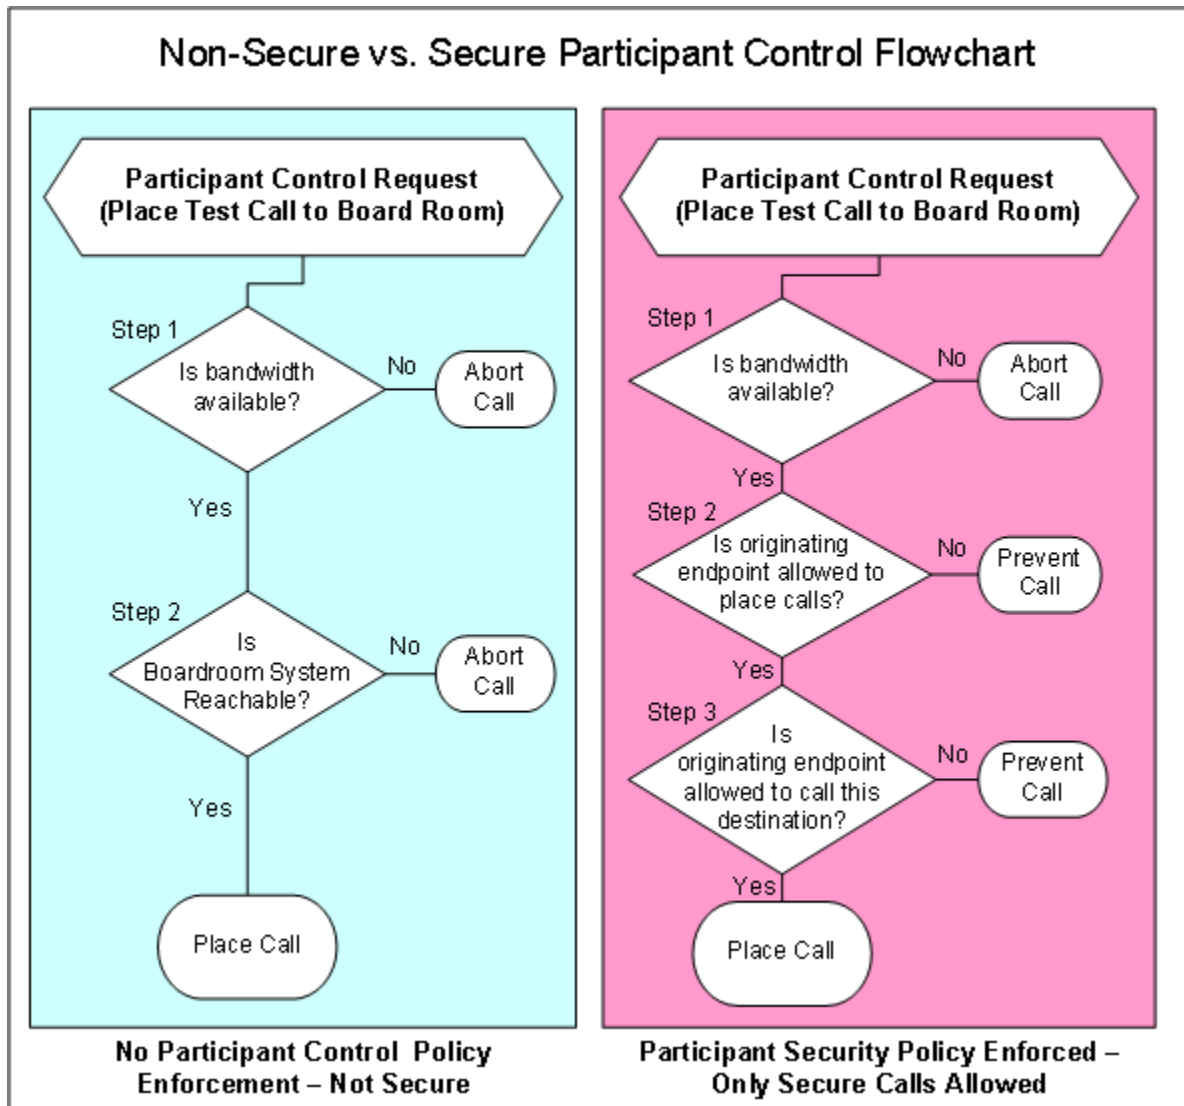 Non-Secure vs. Secure Participant Control Flowchart
Participant Control Request
(Place Test Call to Board Room)
Step 1
Is bandwidth
available?
No
Abort
Call
Yes
Step 2
Is
Boardroom System
Reachable?
No
Abort
Call
Yes
Place Call
No Participant Control Policy
Enforcement – Not Secure
Participant Control Request
(Place Test Call to Board Room)
Step 1
Is bandwidth
available?
No
Abort
Call
Yes
Step 2
Is originating
endpoint allowed to
place calls?
No
Prevent
Call
Yes
Step 3
Is
originating endpoint
allowed to call this
destination?
No
Prevent
Call
Yes
Place Call
Participant Security Policy Enforced –
Only Secure Calls Allowed